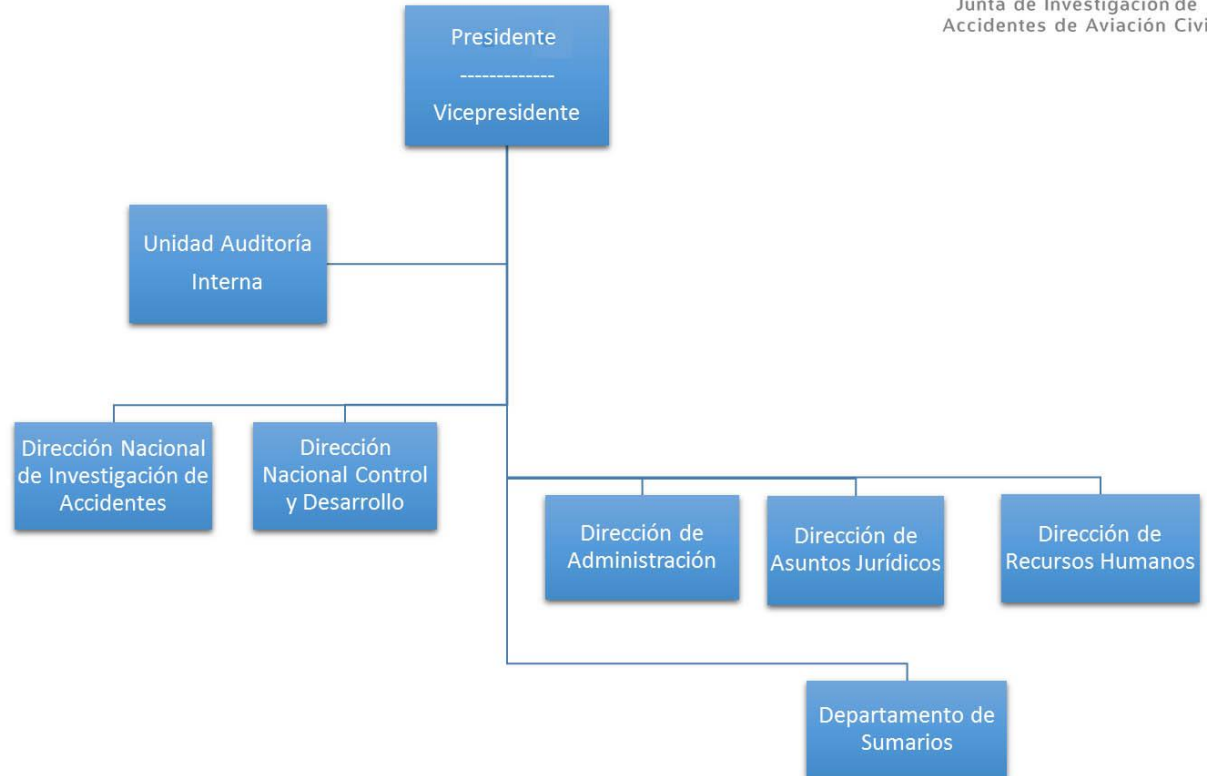 Junta de Investigación de
Accidentes de Aviación Civi
Presidente
-------------
Vicepresidente
Unidad Auditoría
Interna
Dirección Nacional
de Investigación de
Accidentes
Dirección
Nacional Control
y Desarrollo
Dirección de
Administración
Dirección de
Asuntos Jurídicos
Dirección de
Recursos Humanos
Departamento de
Sumarios